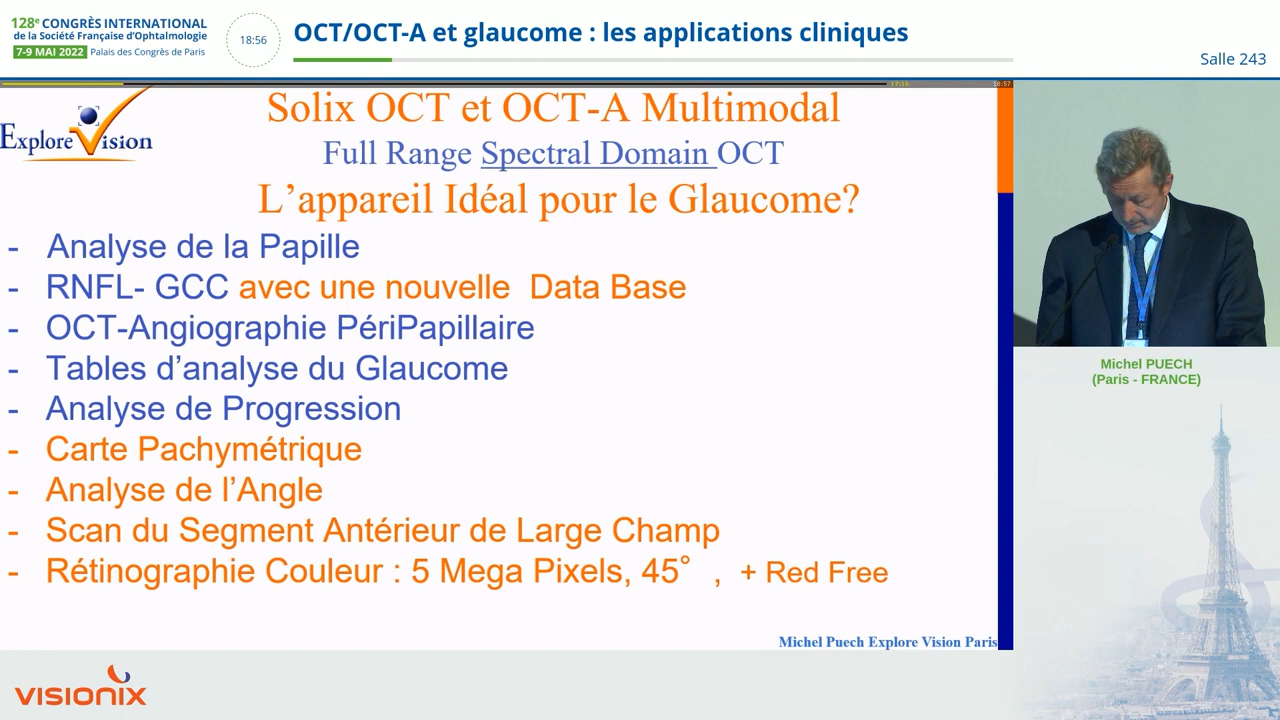 128e CONGRÈS INTERNATIONAL
de la Société Française d'Ophtalmologie
7-9 MAI 2022 Palais des Congrès de Paris
18:56
OCT/OCT-A et glaucome : les applications cliniques
Salle 243
18:57
Explore Vision
Solix OCT et OCT-A Multimodal
Full Range Spectral Domain OCT
L'appareil Idéal pour le Glaucome?
- Analyse de la Papille
- RNFL- GCC avec une nouvelle Data Base
- OCT-Angiographie PériPapillaire
- Tables d'analyse du Glaucome
- Analyse de Progression
- Carte Pachymétrique
- Analyse de l'Angle
- Scan du Segment Antérieur de Large Champ
- Rétinographie Couleur : 5 Mega Pixels, 45° , + Red Free
Michel Puech Explore Vision Paris
Michel PUECH
(Paris - FRANCE)
VISIONIX